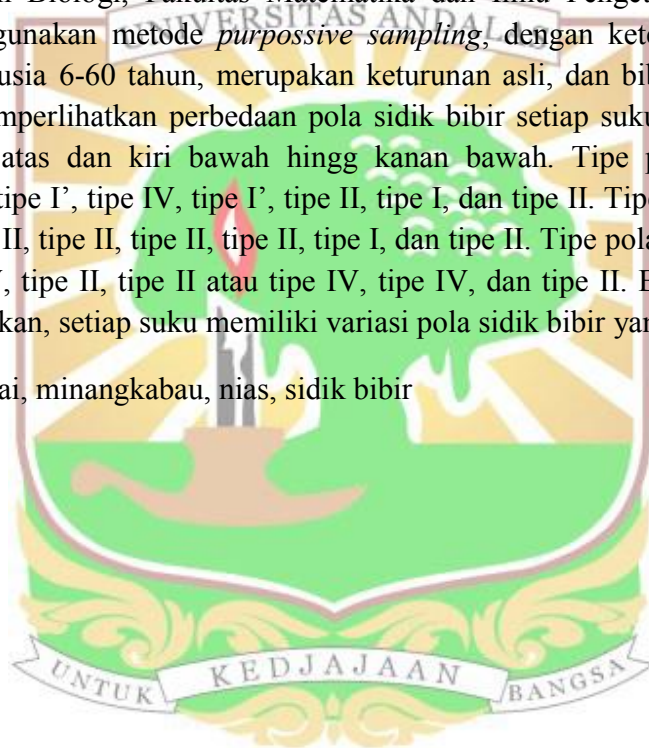 n Biologi, Fakultas Matematika dan Ilmu Penget
UNIVERSITAS ANDALAS
gunakan metode purpossive sampling, dengan kete
usia 6-60 tahun, merupakan keturunan asli, dan bib
mperlihatkan perbedaan pola sidik bibir setiap suku
atas dan kiri bawah hingg kanan bawah. Tipe p
tipe I’, tipe IV, tipe I’, tipe II, tipe I, dan tipe II. Tipe
II, tipe II, tipe II, tipe II, tipe I, dan tipe II. Tipe pola
, tipe II, tipe II atau tipe IV, tipe IV, dan tipe II. E
kan, setiap suku memiliki variasi pola sidik bibir yan
ai, minangkabau, nias, sidik bibir
UNTUK KEDJAJAAN BANGSA